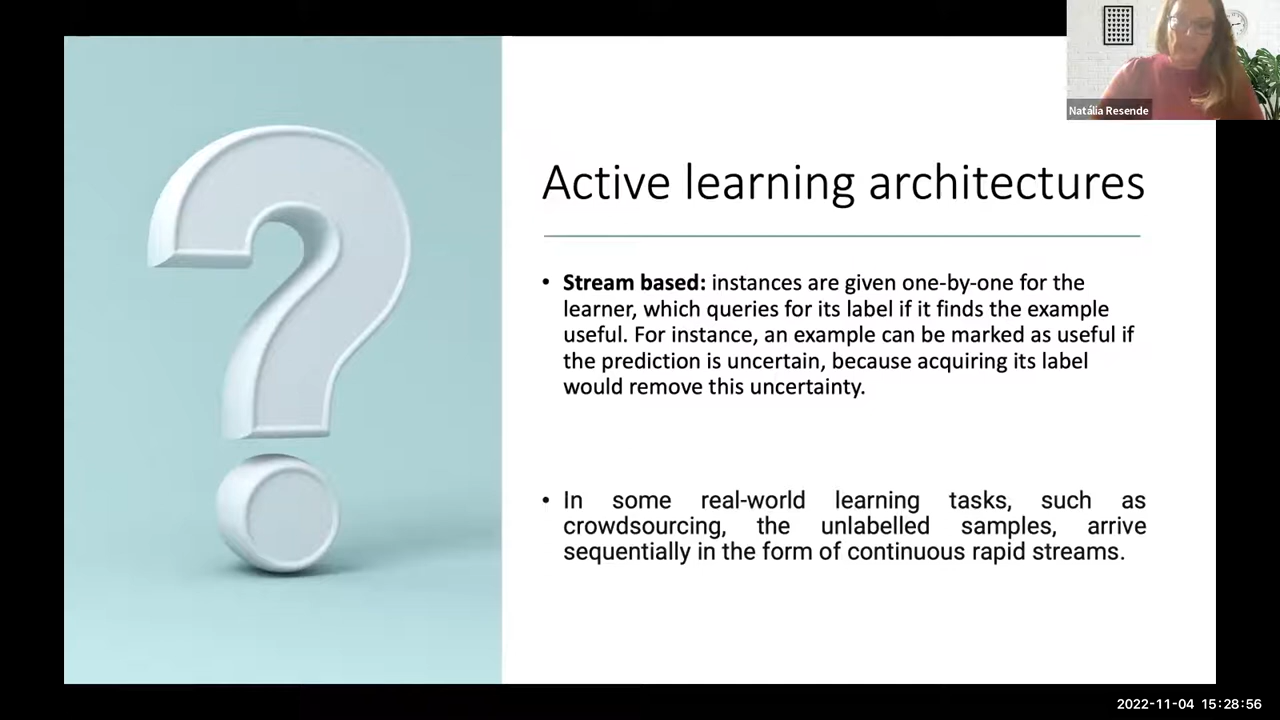 Natália Resende
Active learning architectures
• Stream based: instances are given one-by-one for the
learner, which queries for its label if it finds the example
useful. For instance, an example can be marked as useful if
the prediction is uncertain, because acquiring its label
would remove this uncertainty.
• In some real-world learning tasks, such as
crowdsourcing, the unlabelled samples, arrive
sequentially in the form of continuous rapid streams.
2022-11-04 15:28:56